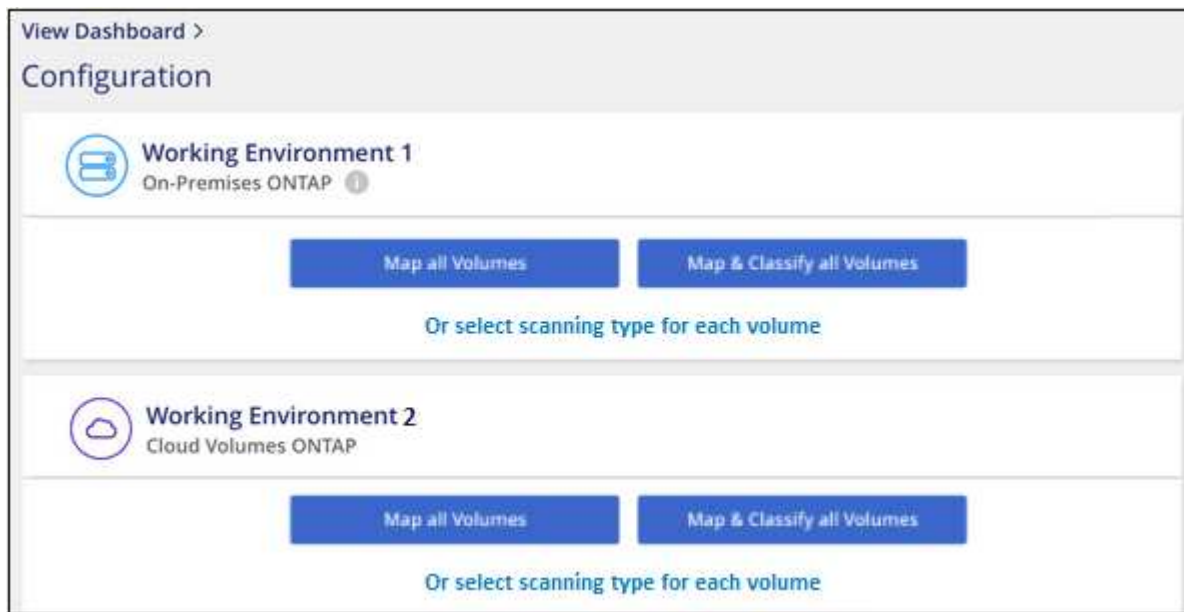 View Dashboard >
Configuration
Working Environment 1
On-Premises ONTAP i
Map all Volumes
Map & Classify all Volumes
Or select scanning type for each volume
Working Environment 2
Cloud Volumes ONTAP
Map all Volumes
Map & Classify all Volumes
Or select scanning type for each volume